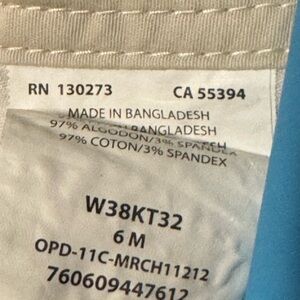 RN 130273 CA 55394
MADE IN BANGLADESH
97% ALGODON/3% SPANDEX
97% COTTON/3% SPANDEX
W38KT32
6 M
OPD-11C-MRCH11212
760609447612